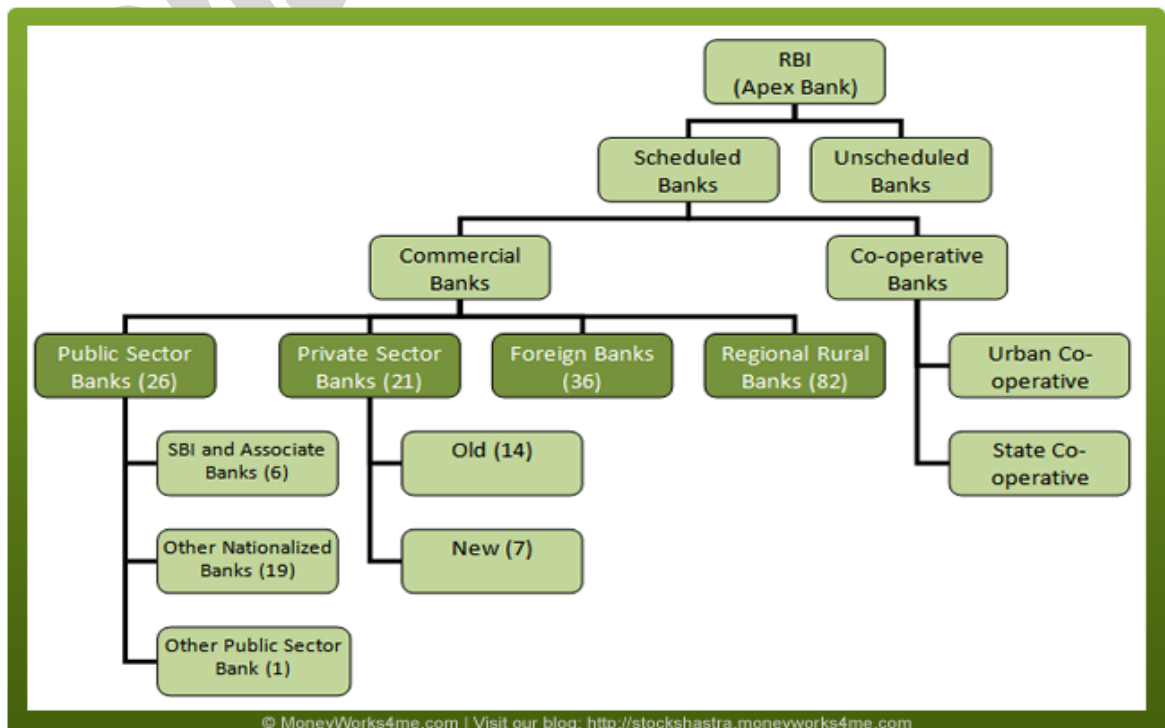 RBI
(Apex Bank)
Scheduled
Banks
Unscheduled
Banks
Commercial
Banks
Co-operative
Banks
Public Sector
Banks (26)
Private Sector
Banks (21)
Foreign Banks
(36)
Regional Rural
Banks (82)
Urban Co-
operative
SBI and Associate
Banks (6)
Old (14)
State Co-
operative
Other Nationalized
Banks (19)
New (7)
Other Public Sector
Bank (1)
© MoneyWorks4me.com | Visit our blog: http://stockshastra.moneyworks4me.com